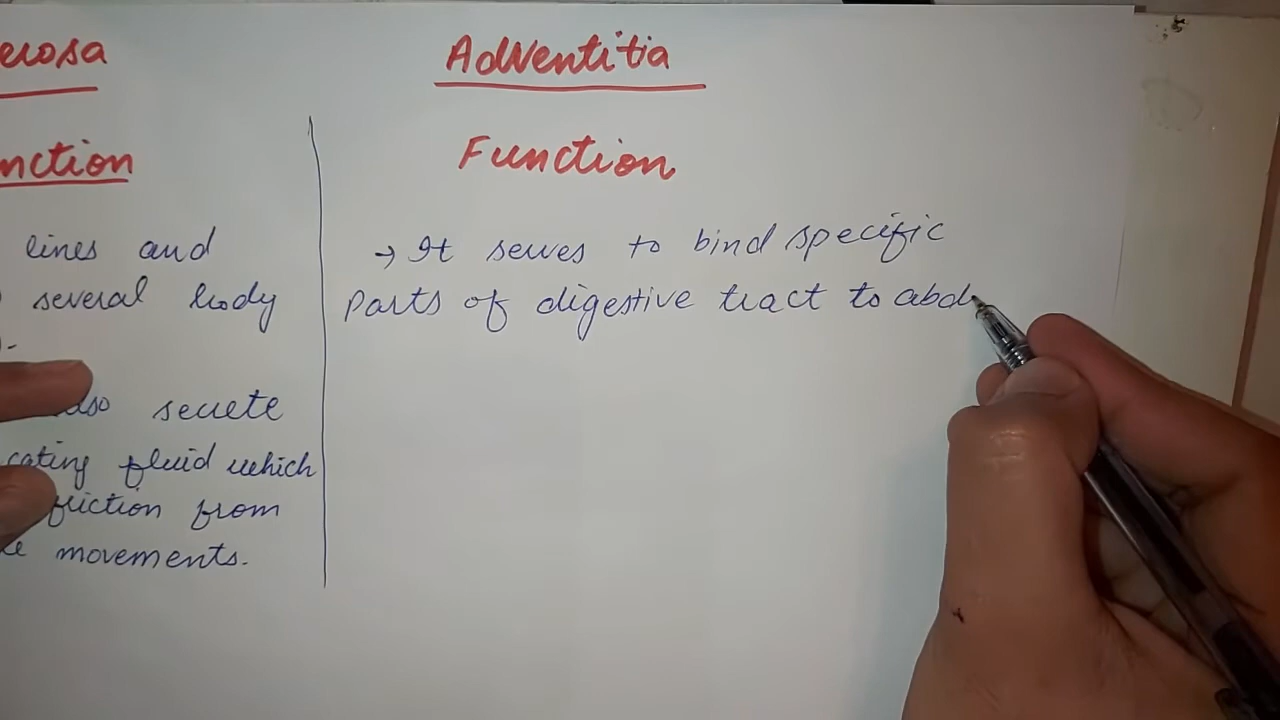 erosa
Adventitia
nction
Function
lines and
several body
also secrete
cating fluid which
friction from
movements.
→ It serves to bind specific
parts of digestive tract to abd